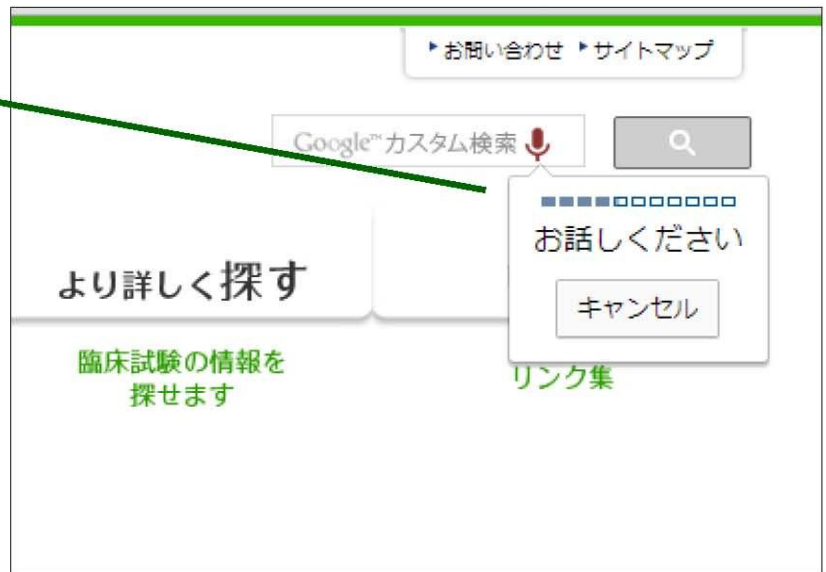 お問い合わせ サイトマップ
Google™カスタム検索
お話しください
キャンセル
より詳しく探す
臨床試験の情報を
探せます
リンク集